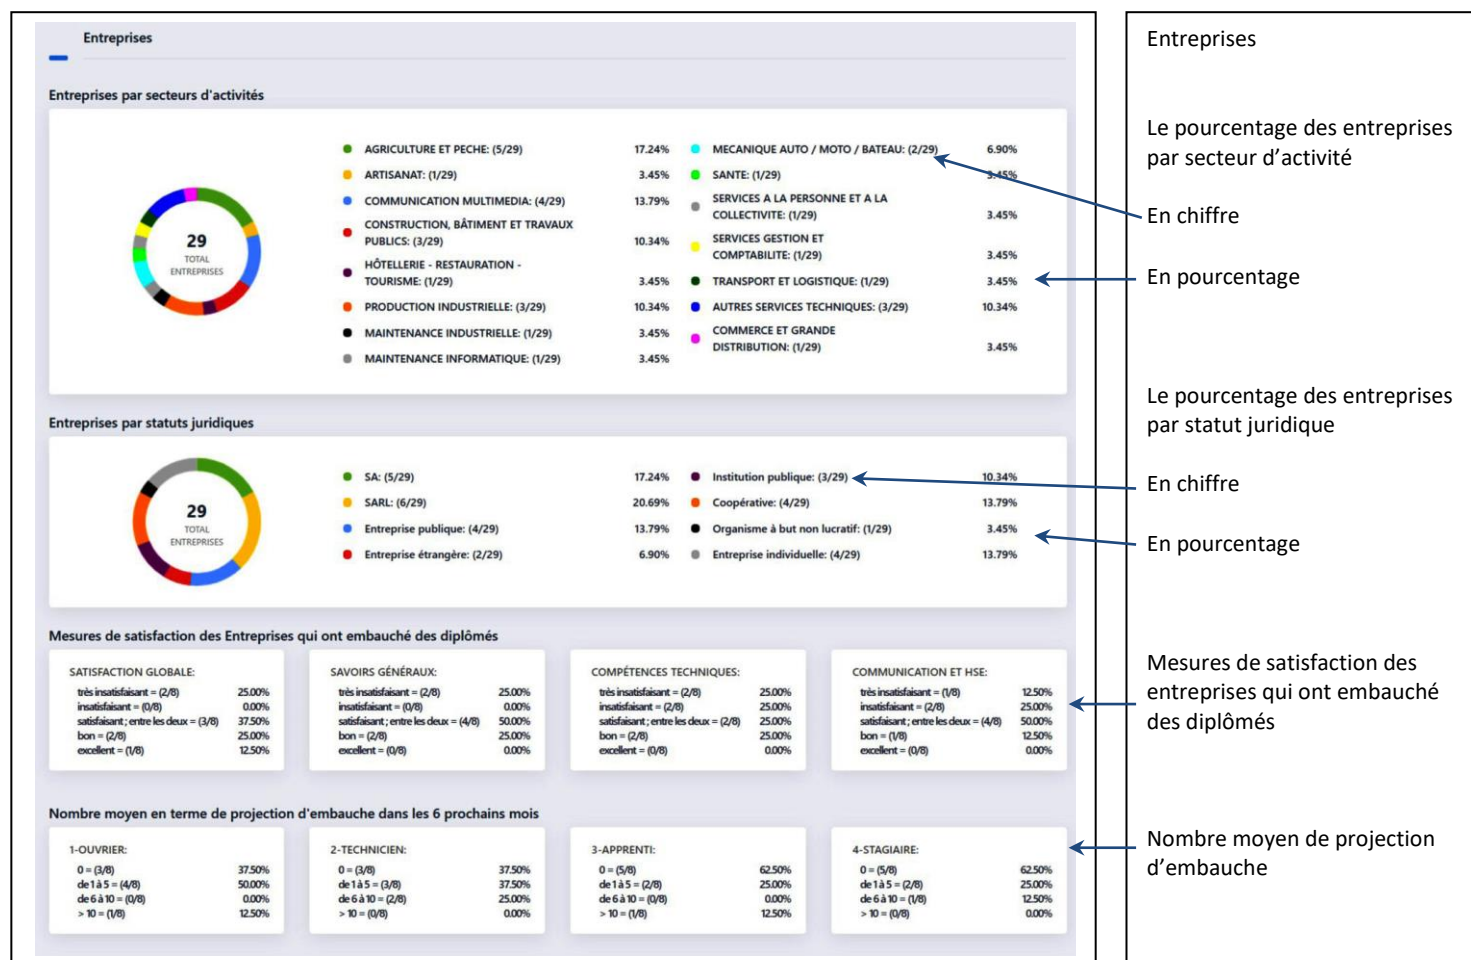 Entreprises
Entreprises par secteurs d'activités
29
TOTAL
ENTREPRISES
AGRICULTURE ET PECHE: (5/29) 17.24%
ARTISANAT: (1/29) 3.45%
COMMUNICATION MULTIMEDIA: (4/29) 13.79%
CONSTRUCTION, BÂTIMENT ET TRAVAUX
PUBLICS: (3/29) 10.34%
HÔTELLERIE - RESTAURATION -
TOURISME: (1/29) 3.45%
PRODUCTION INDUSTRIELLE: (3/29) 10.34%
MAINTENANCE INDUSTRIELLE: (1/29) 3.45%
MAINTENANCE INFORMATIQUE: (1/29) 3.45%
MECANIQUE AUTO / MOTO / BATEAU: (2/29) 6.90%
SANTE: (1/29) 3.45%
SERVICES A LA PERSONNE ET A LA
COLLECTIVITE: (1/29) 3.45%
SERVICES GESTION ET
COMPTABILITE: (1/29) 3.45%
TRANSPORT ET LOGISTIQUE: (1/29) 3.45%
AUTRES SERVICES TECHNIQUES: (3/29) 10.34%
COMMERCE ET GRANDE
DISTRIBUTION: (1/29) 3.45%
Entreprises par statuts juridiques
29
TOTAL
ENTREPRISES
SA: (5/29) 17.24%
SARL: (6/29) 20.69%
Entreprise publique: (4/29) 13.79%
Entreprise étrangère: (2/29) 6.90%
Institution publique: (3/29) 10.34%
Coopérative: (4/29) 13.79%
Organisme à but non lucratif: (1/29) 3.45%
Entreprise individuelle: (4/29) 13.79%
Mesures de satisfaction des Entreprises qui ont embauché des diplômés
SATISFACTION GLOBALE:
très insatisfaisant = (2/8) 25.00%
insatisfaisant = (0/8) 0.00%
satisfaisant ; entre les deux = (3/8) 37.50%
bon = (2/8) 25.00%
excellent = (1/8) 12.50%
SAVOIRS GÉNÉRAUX:
très insatisfaisant = (2/8) 25.00%
insatisfaisant = (0/8) 0.00%
satisfaisant ; entre les deux = (4/8) 50.00%
bon = (2/8) 25.00%
excellent = (0/8) 0.00%
COMPÉTENCES TECHNIQUES:
très insatisfaisant = (2/8) 25.00%
insatisfaisant = (2/8) 25.00%
satisfaisant ; entre les deux = (2/8) 25.00%
bon = (2/8) 25.00%
excellent = (0/8) 0.00%
COMMUNICATION ET HSE:
très insatisfaisant = (1/8) 12.50%
insatisfaisant = (2/8) 25.00%
satisfaisant ; entre les deux = (4/8) 50.00%
bon = (1/8) 12.50%
excellent = (0/8) 0.00%
Nombre moyen en terme de projection d'embauche dans les 6 prochains mois
1-OUVRIER:
0 = (3/8) 37.50%
de 1 à 5 = (4/8) 50.00%
de 6 à 10 = (0/8) 0.00%
> 10 = (1/8) 12.50%
2-TECHNICIEN:
0 = (3/8) 37.50%
de 1 à 5 = (3/8) 37.50%
de 6 à 10 = (2/8) 25.00%
> 10 = (0/8) 0.00%
3-APPRENTI:
0 = (5/8) 62.50%
de 1 à 5 = (2/8) 25.00%
de 6 à 10 = (0/8) 0.00%
> 10 = (1/8) 12.50%
4-STAGIAIRE:
0 = (5/8) 62.50%
de 1 à 5 = (2/8) 25.00%
de 6 à 10 = (1/8) 12.50%
> 10 = (0/8) 0.00%
Entreprises
Le pourcentage des entreprises
par secteur d’activité
En chiffre
En pourcentage
Le pourcentage des entreprises
par statut juridique
En chiffre
En pourcentage
Mesures de satisfaction des
entreprises qui ont embauché
des diplômés
Nombre moyen de projection
d’embauche